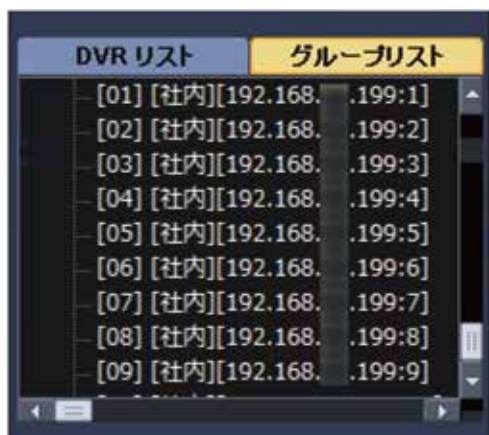 DVR リスト グループリスト
[01] [社内][192.168. .199:1]
[02] [社内][192.168. .199:2]
[03] [社内][192.168. .199:3]
[04] [社内][192.168. .199:4]
[05] [社内][192.168. .199:5]
[06] [社内][192.168. .199:6]
[07] [社内][192.168. .199:7]
[08] [社内][192.168. .199:8]
[09] [社内][192.168. .199:9]